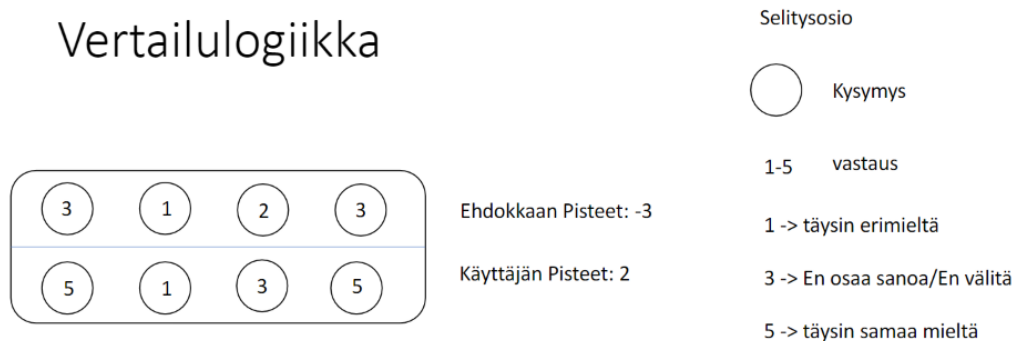 Vertailulogiikka
3 1 2 3
Ehdokkaan Pisteet: -3
5 1 3 5
Käyttäjän Pisteet: 2
Selitysosio
Kysymys
1-5 vastaus
1 -> täysin erimieltä
3 -> En osaa sanoa/En välitä
5 -> täysin samaa mieltä